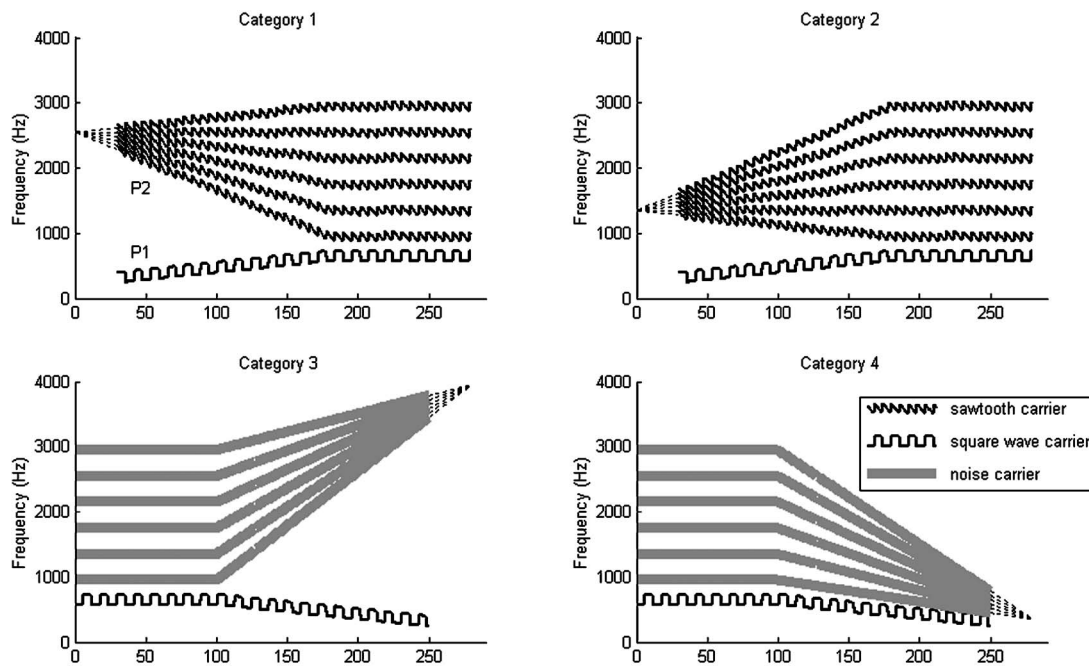 Category 1
4000
3000
2000
1000
0
Frequency (Hz)
P2
P1
0 50 100 150 200 250
Category 2
4000
3000
2000
1000
0
Frequency (Hz)
0 50 100 150 200 250
Category 3
4000
3000
2000
1000
0
Frequency (Hz)
0 50 100 150 200 250
Category 4
4000
3000
2000
1000
0
Frequency (Hz)
sawtooth carrier
square wave carrier
noise carrier
0 50 100 150 200 250